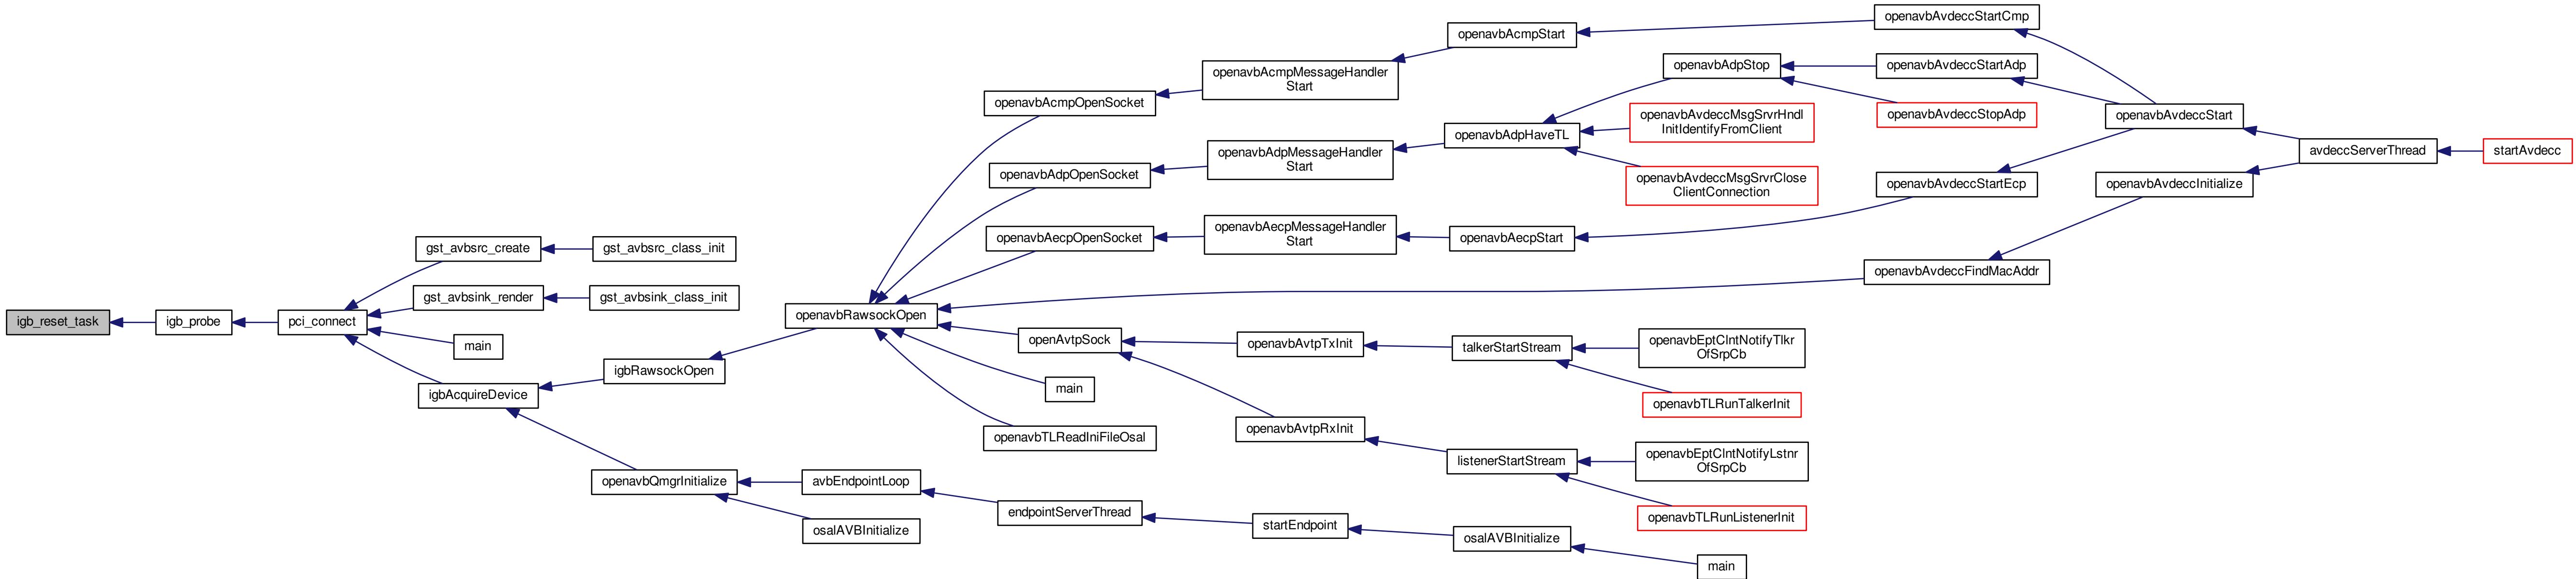 igb_reset_task
igb_probe
pci_connect
gst_avbsrc_create
gst_avbsrc_class_init
gst_avbsink_render
gst_avbsink_class_init
main
igbAcquireDevice
igbRawsockOpen
openavbRawsockOpen
openavbAcmpOpenSocket
openavbAcmpMessageHandler
Start
openavbAcmpStart
openavbAvdeccStartCmp
openavbAdpOpenSocket
openavbAdpMessageHandler
Start
openavbAdpHaveTL
openavbAdpStop
openavbAvdeccStartAdp
openavbAvdeccStopAdp
openavbAvdeccMsgSrvrHndl
InitIdentifyFromClient
openavbAvdeccMsgSrvrClose
ClientConnection
openavbAvdeccStart
avdeccServerThread
startAvdecc
openavbAecpOpenSocket
openavbAecpMessageHandler
Start
openavbAecpStart
openavbAvdeccStartEcp
openavbAvdeccInitialize
openavbAvdeccFindMacAddr
openAvtpSock
openavbAvtpTxInit
talkerStartStream
openavbEptClntNotifyTlkr
OfSrpCb
openavbTLRunTalkerInit
main
openavbTLReadIniFileOsal
openavbAvtpRxInit
listenerStartStream
openavbEptClntNotifyLstnr
OfSrpCb
openavbTLRunListenerInit
openavbQmgrInitialize
avbEndpointLoop
osalAVBInitialize
endpointServerThread
startEndpoint
osalAVBInitialize
main